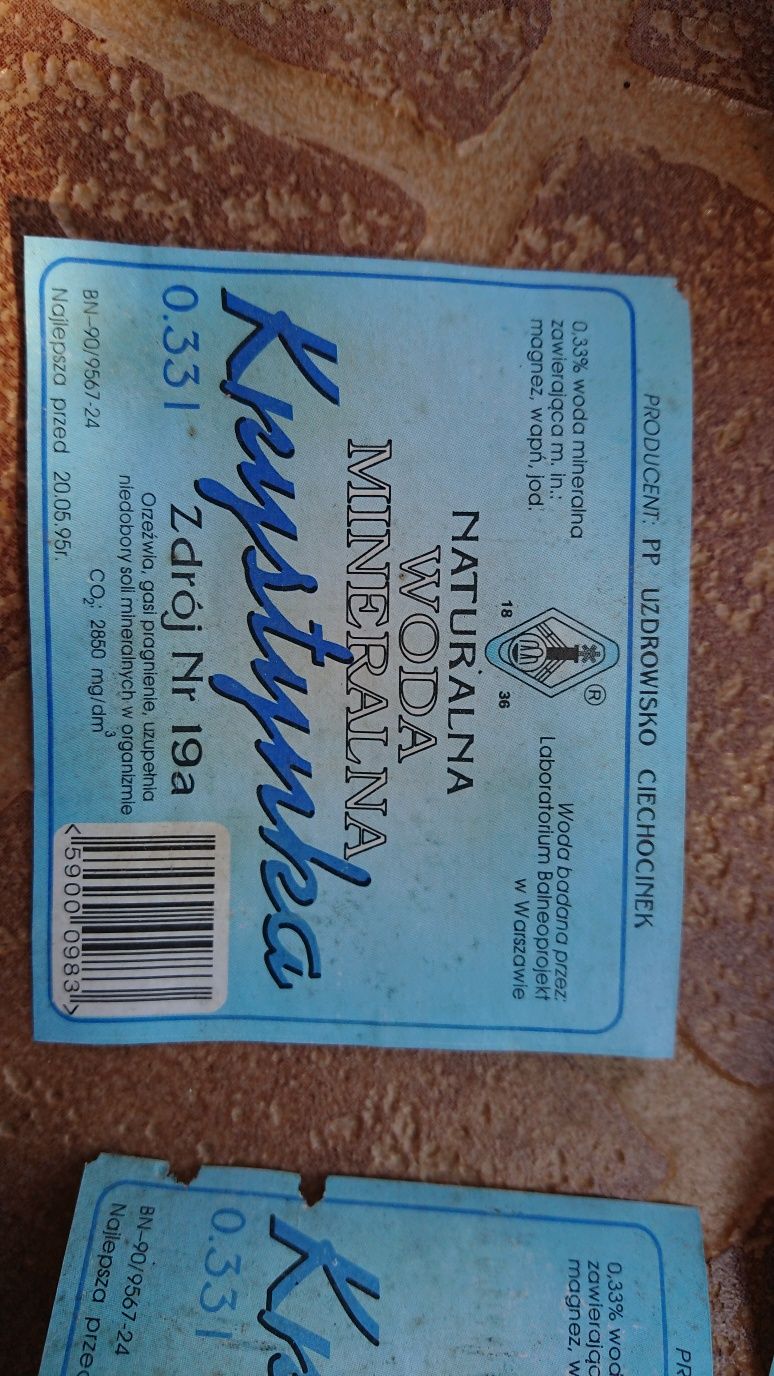 PRODUCENT: PP UZDROWISKO CIECHOCINEK
0,33% woda mineralna
zawierająca m. in.:
magnez, wapń, jod.
®
18 36
Woda badana przez:
Laboratorium Balneoprojekt
w Warszawie
NATURALNA
WODA
MINERALNA
Krystynka
0.33 l
Zdrój Nr 19a
Orzeźwia, gasi pragnienie, uzupełnia
niedobory soli mineralnych w organizmie
BN-90/9567-24
CO₂: 2850 mg/dm³
Najlepsza przed 20.05.95r.
<5900 0983>
PR
0,33% wod
zawierając
magnez, w
Kr
0.33 l
BN-90/9567-24
Najlepsza przed